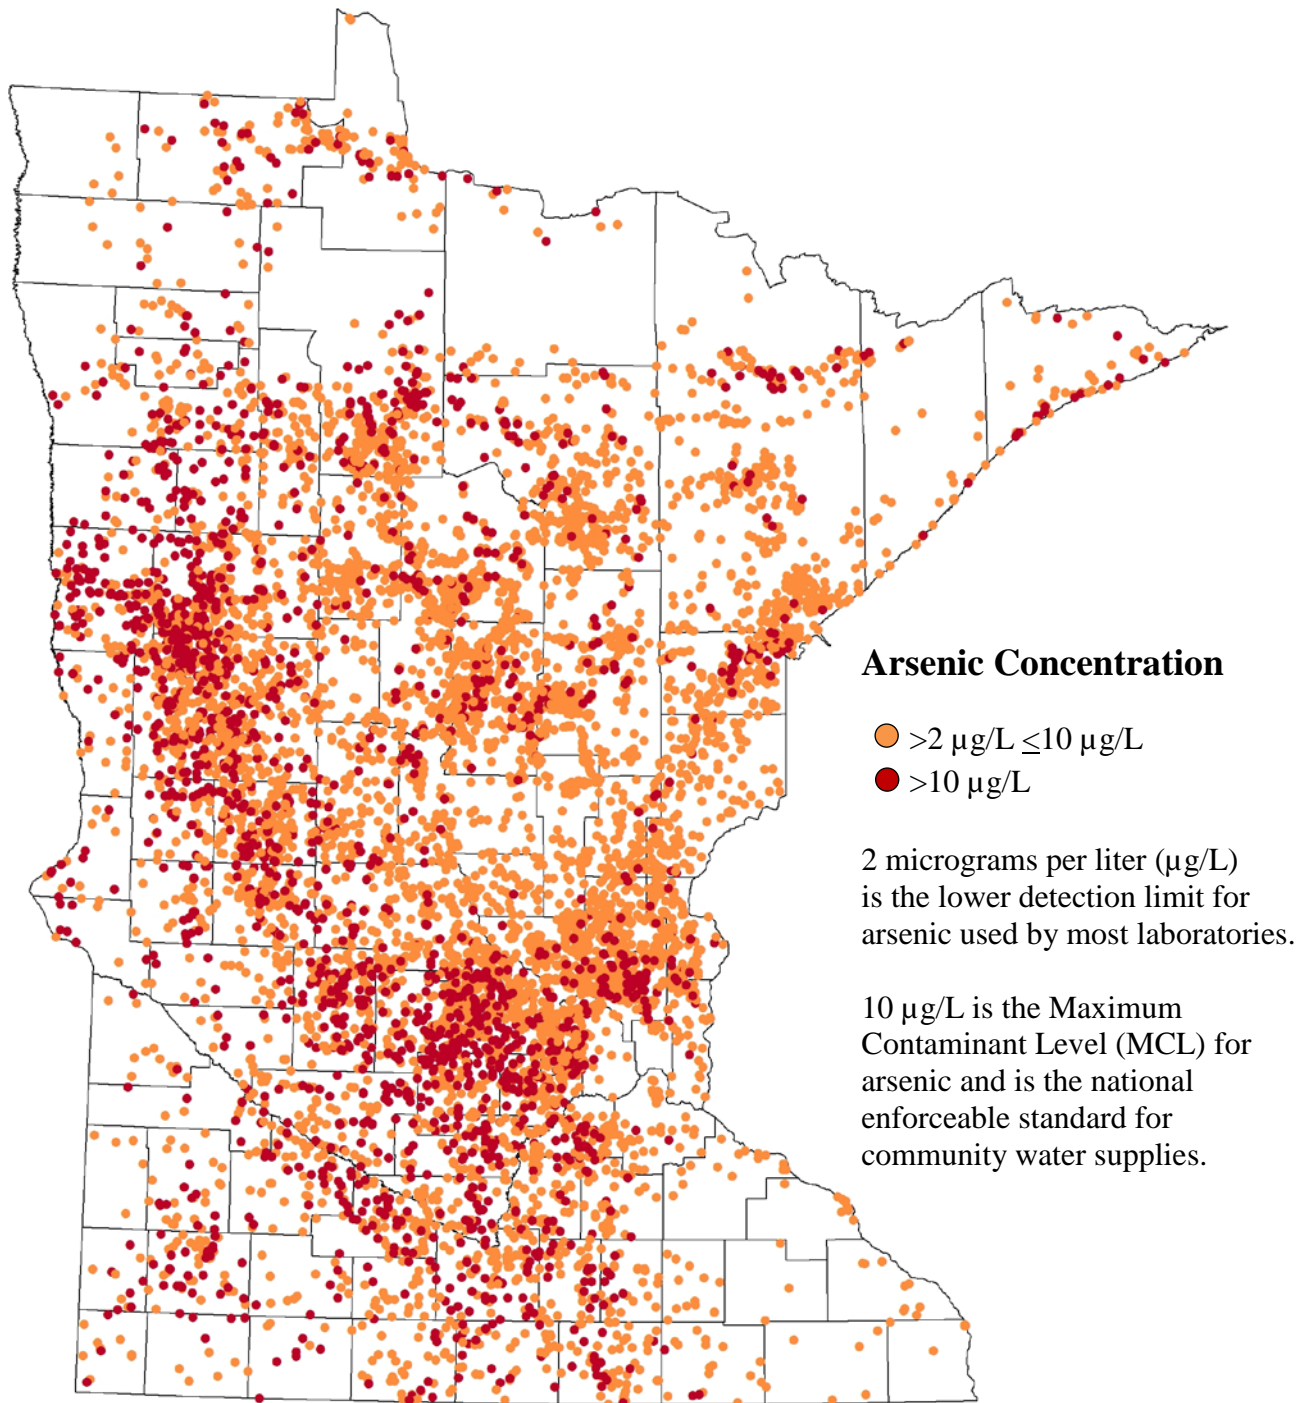 Arsenic Concentration
>2 µg/L ≤10 µg/L
>10 µg/L
2 micrograms per liter (µg/L)
is the lower detection limit for
arsenic used by most laboratories.
10 µg/L is the Maximum
Contaminant Level (MCL) for
arsenic and is the national
enforceable standard for
community water supplies.